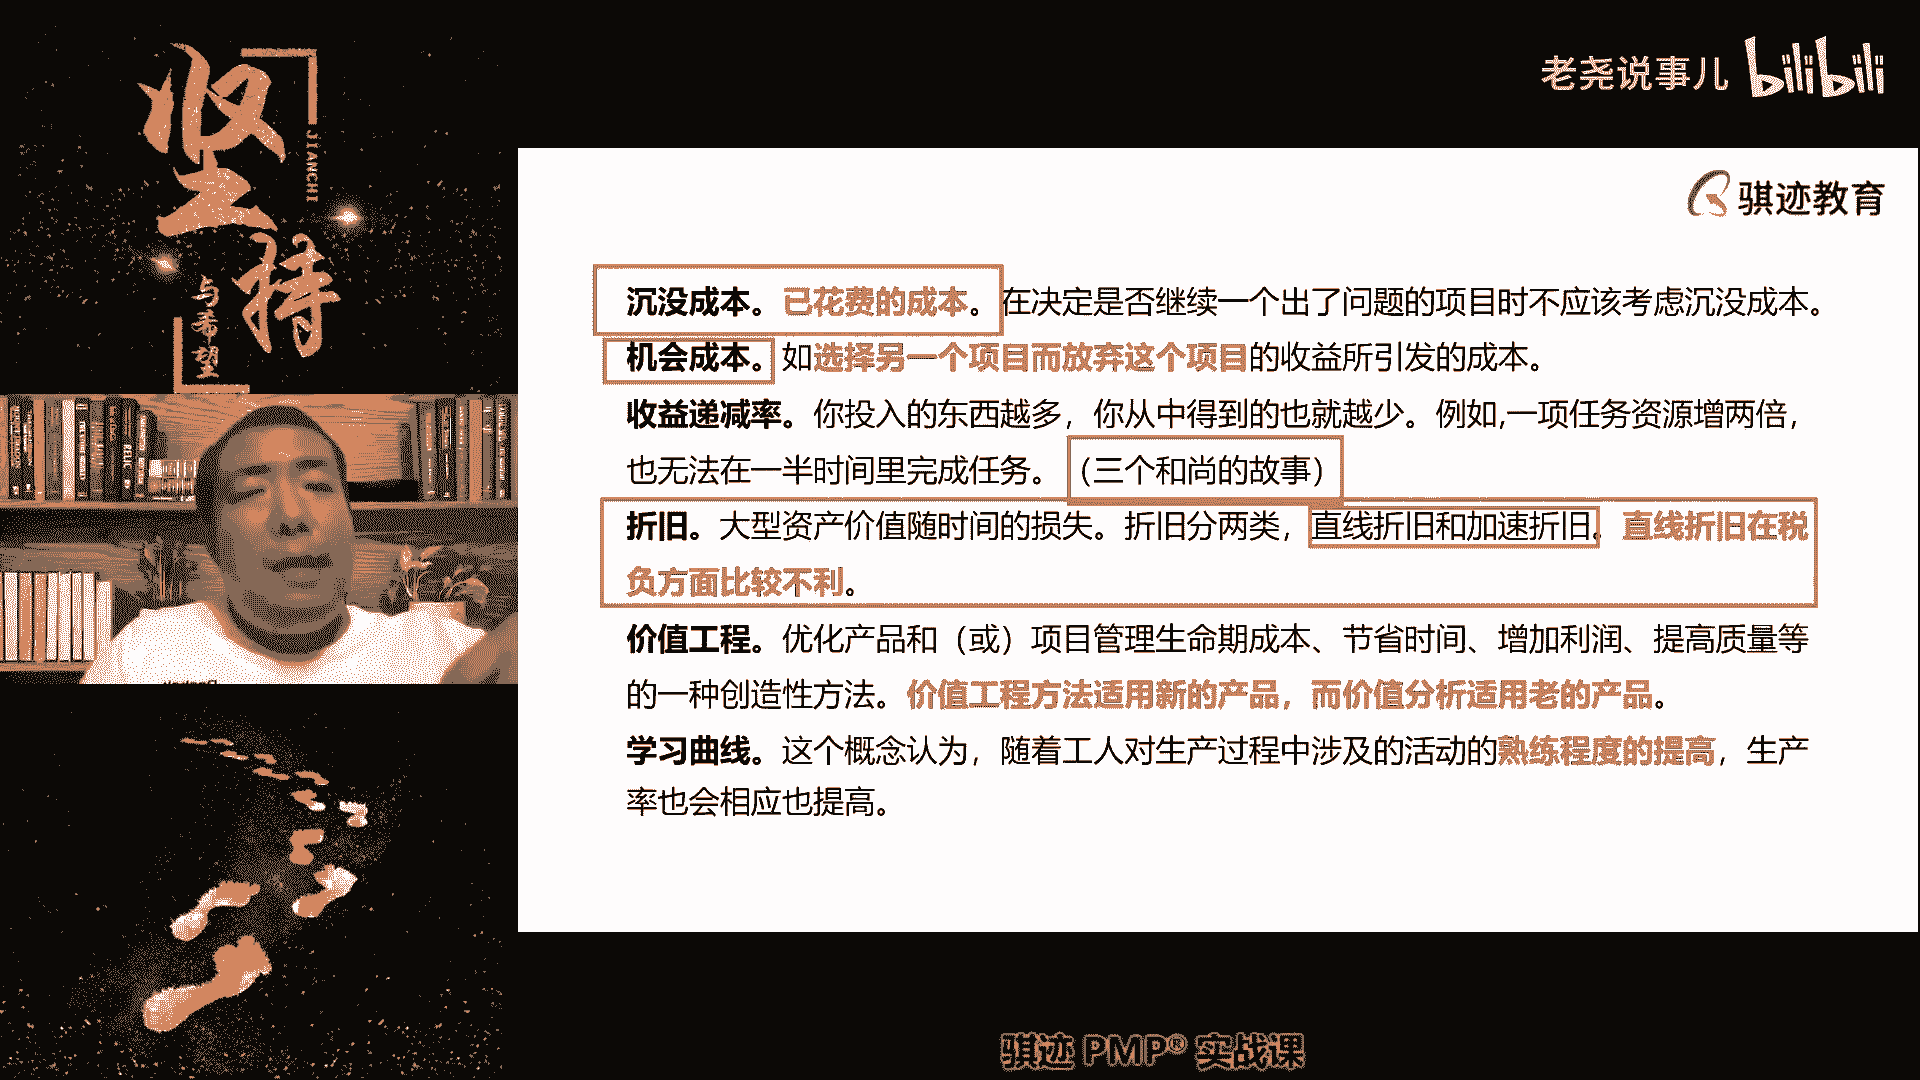 坚持
JIANCHI
与希望
老尧说事儿 bilibili
骐迹教育
沉没成本。已花费的成本。在决定是否继续一个出了问题的项目时不应该考虑沉没成本。
机会成本。如选择另一个项目而放弃这个项目的收益所引发的成本。
收益递减率。你投入的东西越多，你从中得到的也就越少。例如,一项任务资源增两倍，
也无法在一半时间里完成任务。（三个和尚的故事）
折旧。大型资产价值随时间的损失。折旧分两类，直线折旧和加速折旧。直线折旧在税
负方面比较不利。
价值工程。优化产品和（或）项目管理生命期成本、节省时间、增加利润、提高质量等
的一种创造性方法。价值工程方法适用新的产品，而价值分析适用老的产品。
学习曲线。这个概念认为，随着工人对生产过程中涉及的活动的熟练程度的提高，生产
率也会相应也提高。
骐迹 PMP® 实战课